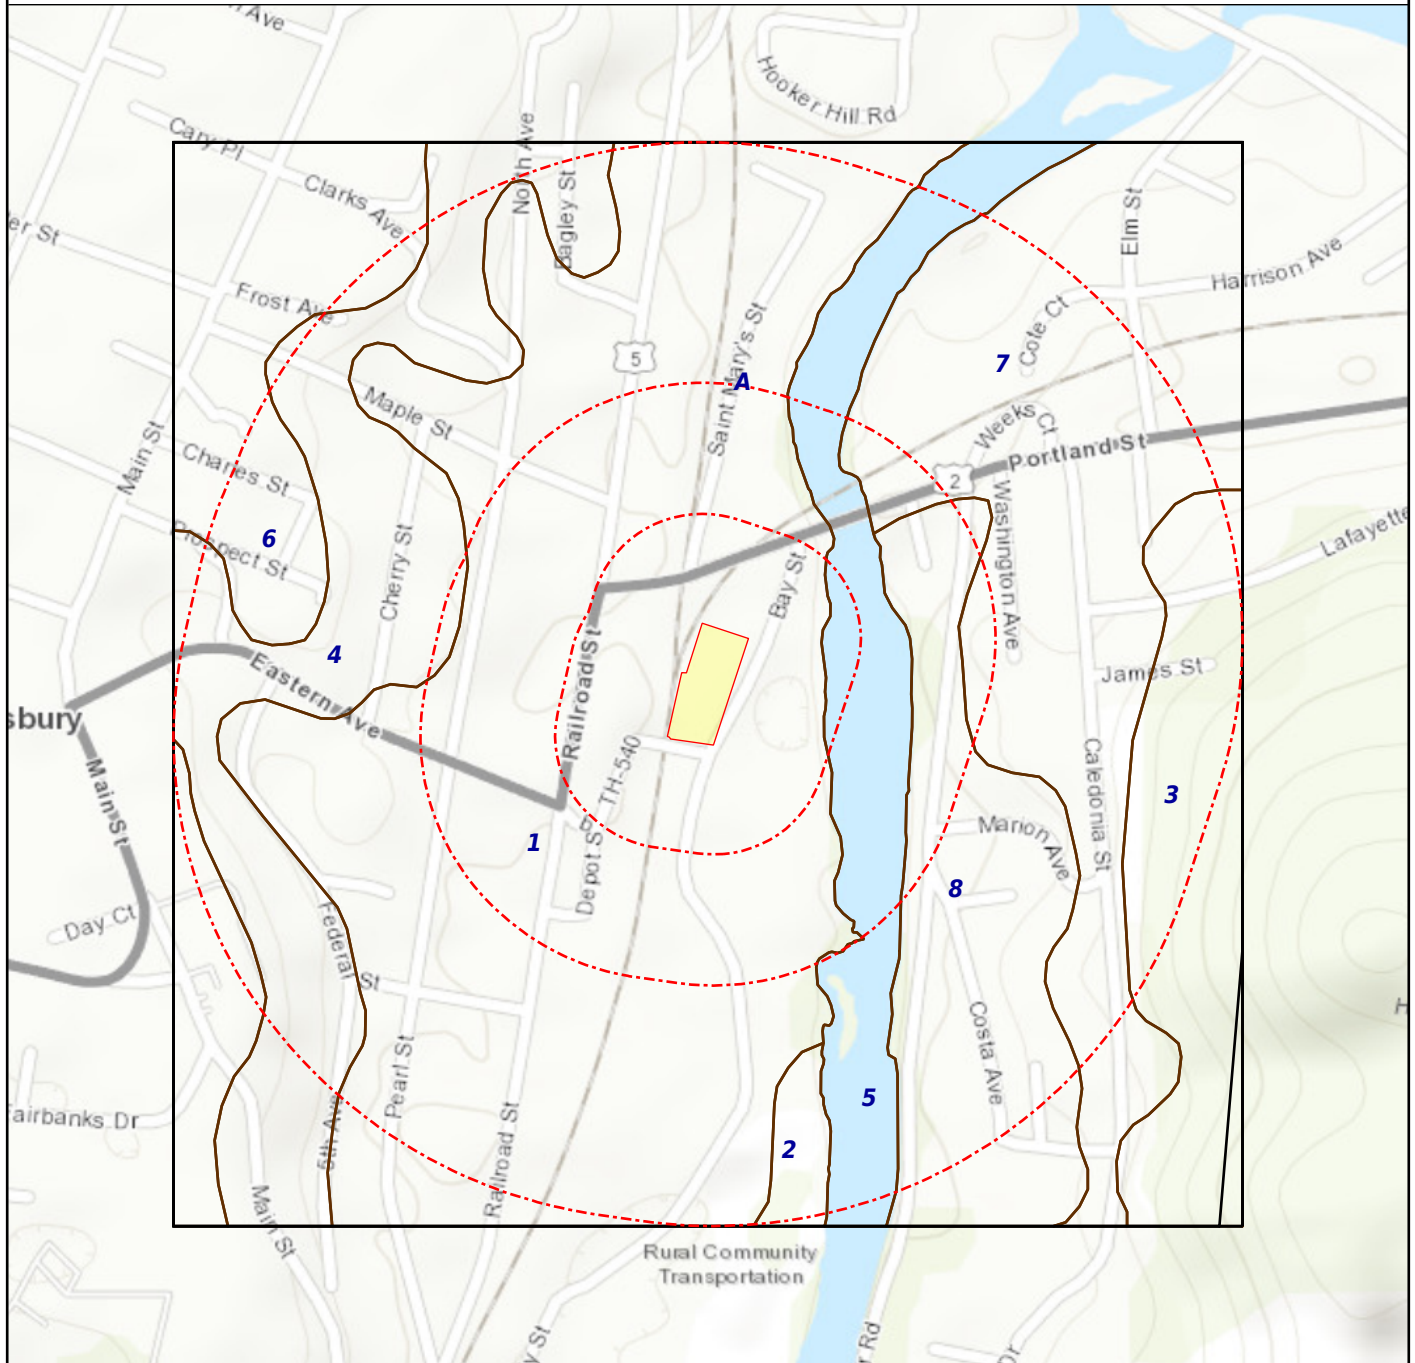 Ave
Hooker Hill Rd
Cary Pl
North Ave
Clarks Ave
Bagley St
Elm St
er St
Harrison Ave
Frost Ave
Cote Ct
Saint Mary's St
5
7
A
Maple St
Weeks Ct
Main St
Charles St
Portland St
2
Washington Ave
Lafayette
6
Prospect St
Cherry St
Bay St
4
Eastern Ave
Railroad St
James St
sbury
TH-540
Caledonia St
3
Main St
1
Depot St
Marion Ave
8
Day Ct
Federal St
Costa Ave
H
Pearl St
Fairbanks Dr
5th Ave
Railroad St
5
2
Main St
Rural Community
Transportation
y St
r Rd
Dr